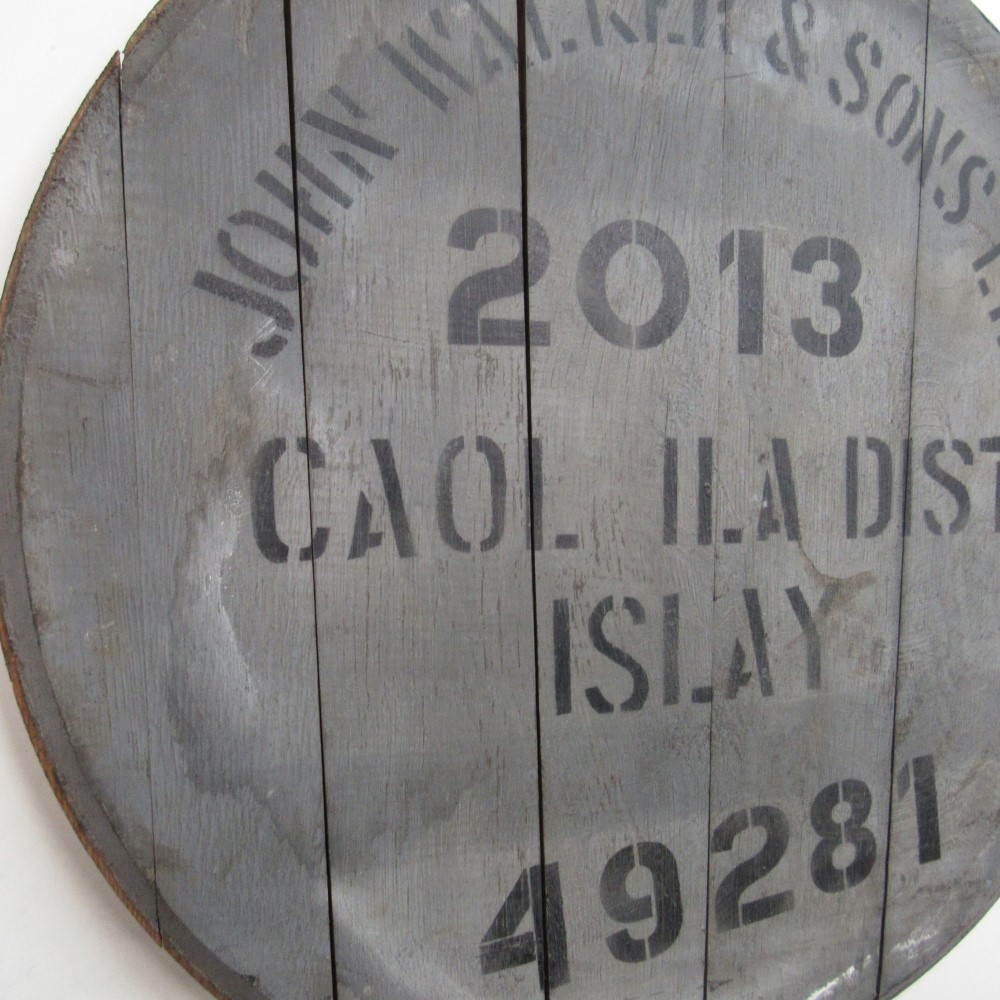 JOHN WALKER & SONS
2013
CAOL ILA DIST
ISLAY
49281